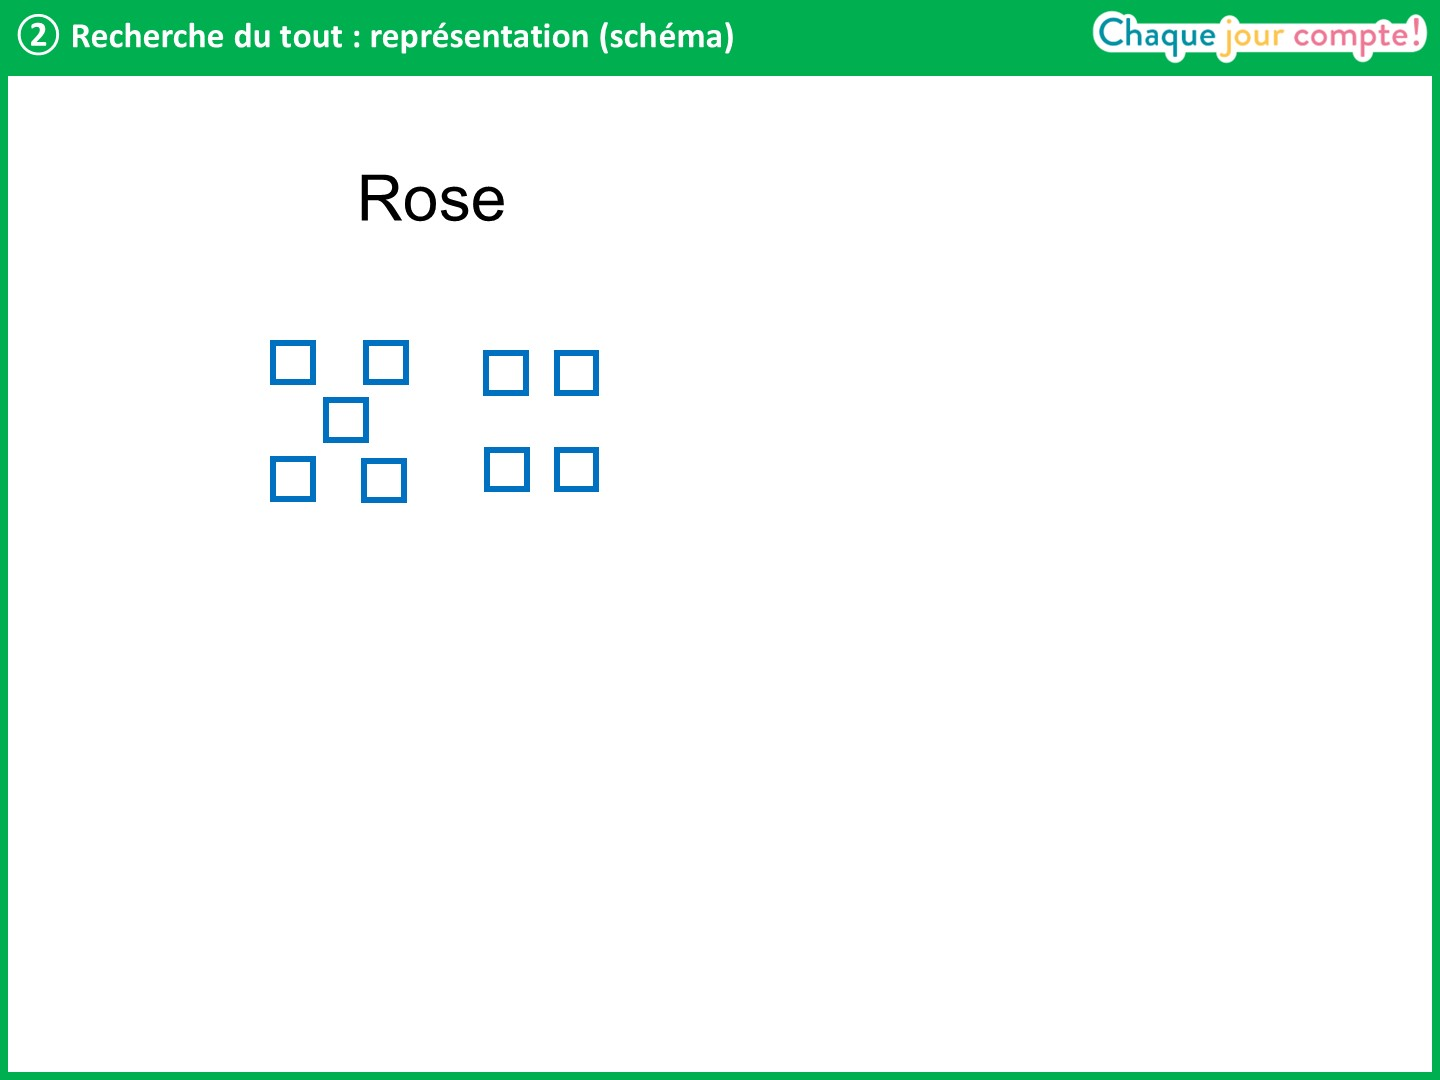 ② Recherche du tout : représentation (schéma)
Chaque jour compte!
Rose